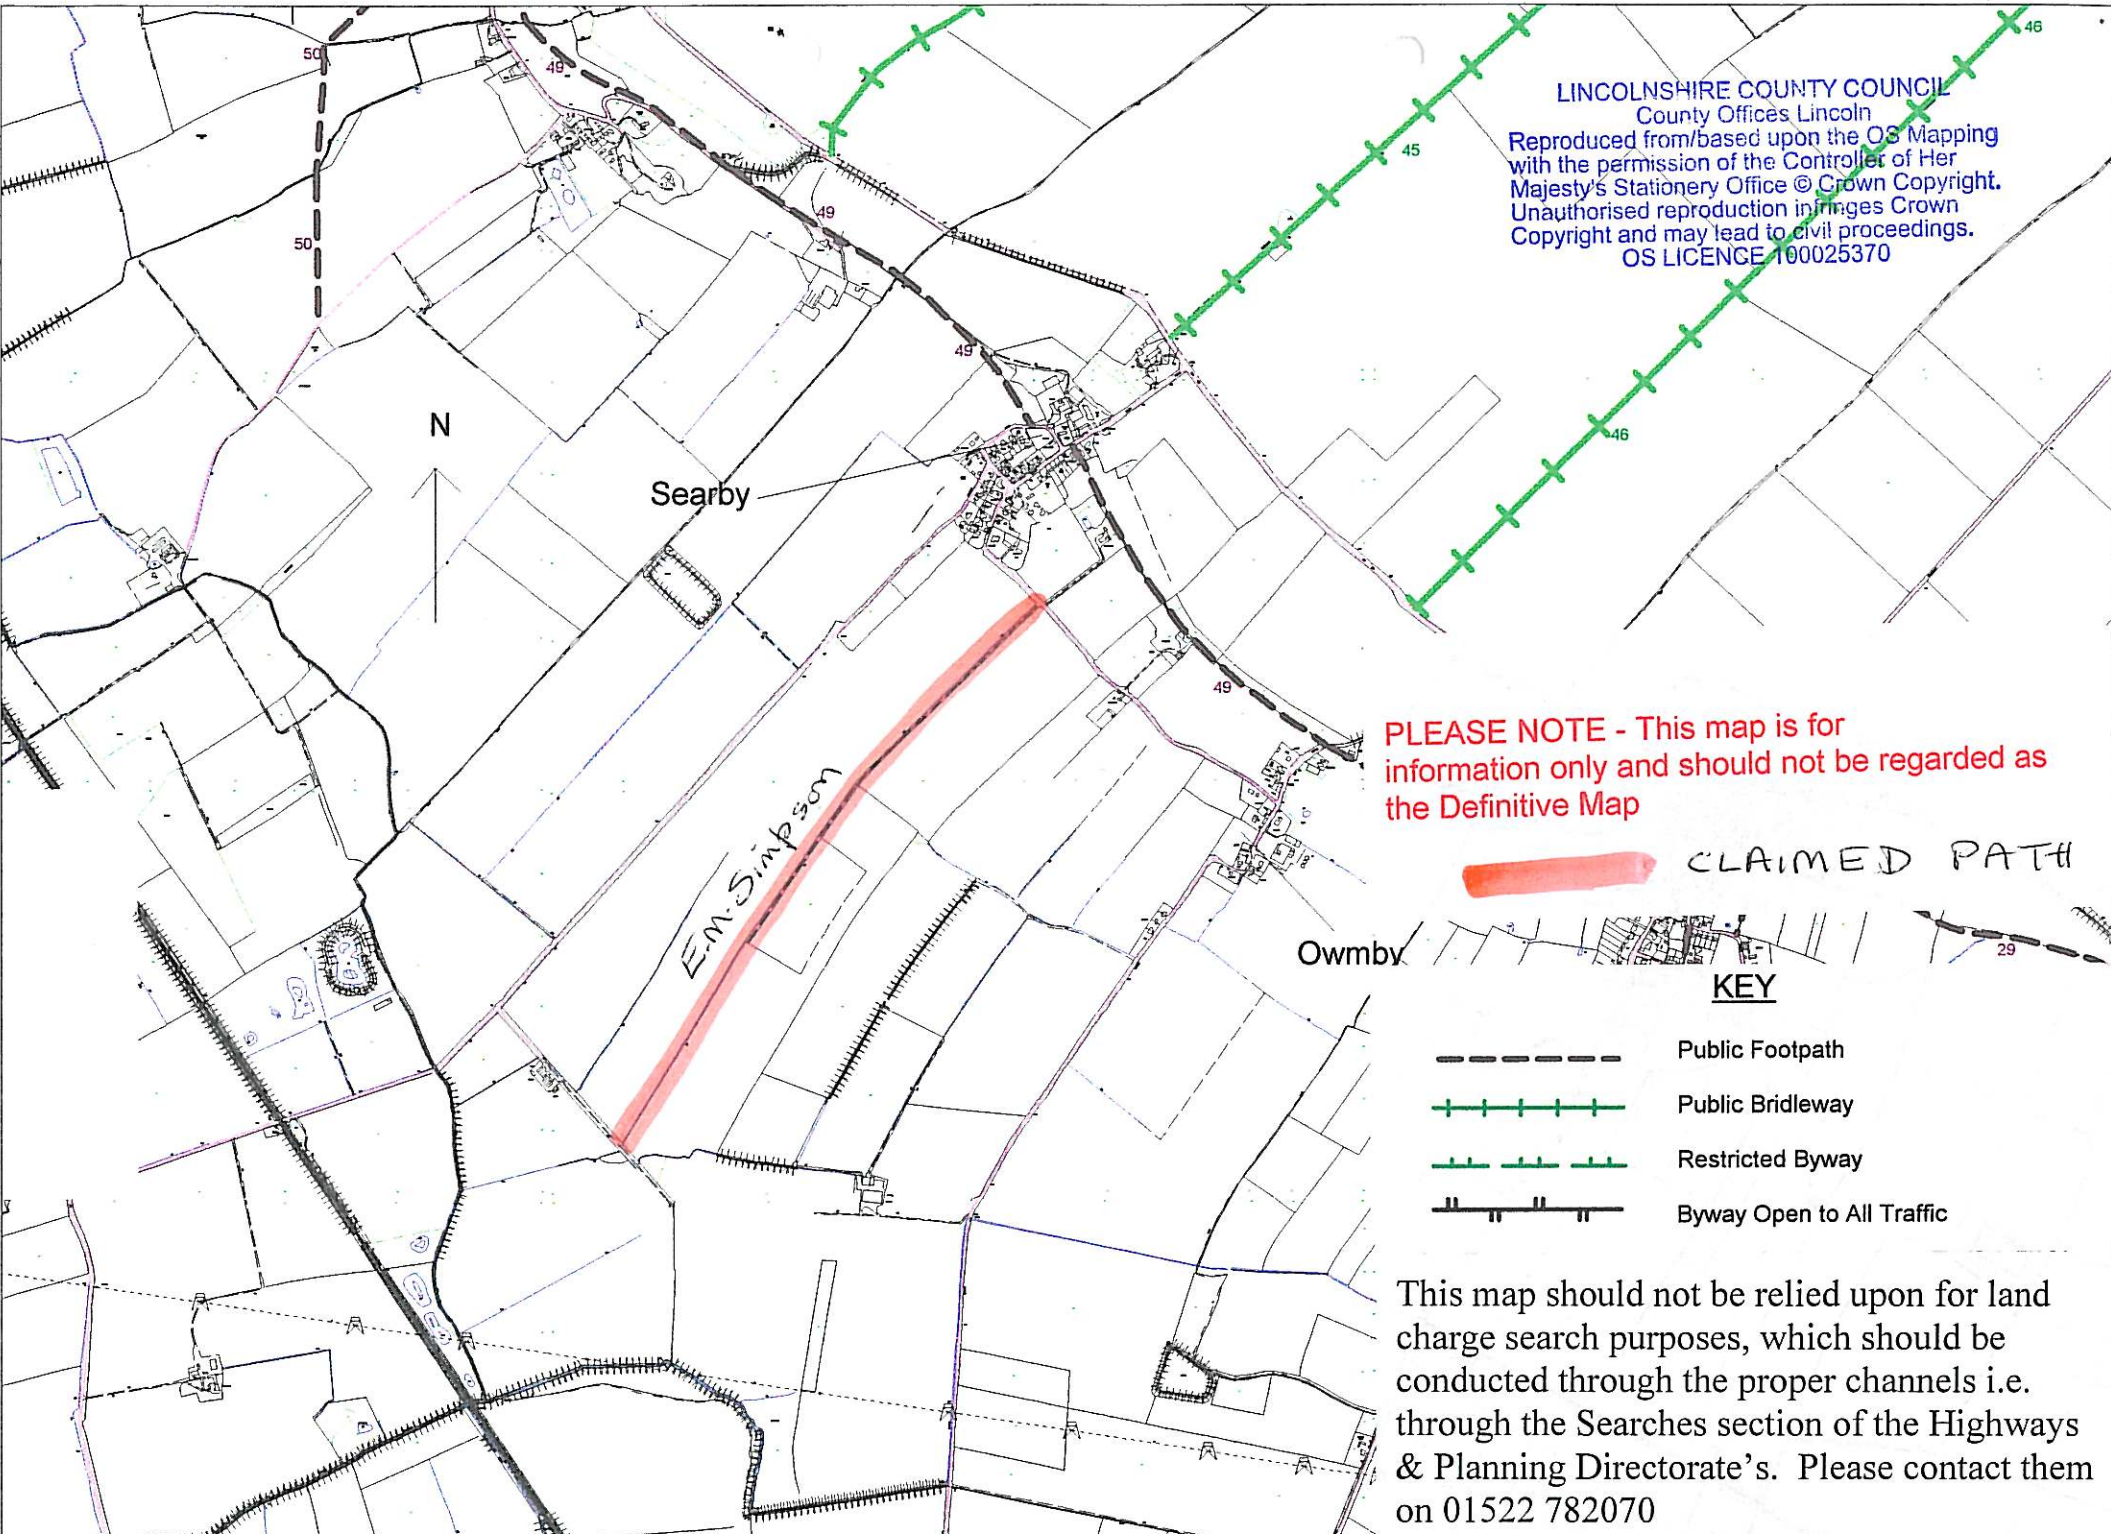 50
49
46
LINCOLNSHIRE COUNTY COUNCIL
County Offices Lincoln
Reproduced from/based upon the OS Mapping
with the permission of the Controller of Her
Majesty's Stationery Office © Crown Copyright.
Unauthorised reproduction infringes Crown
Copyright and may lead to civil proceedings.
OS LICENCE 100025370
45
49
50
49
N
46
Searby
49
PLEASE NOTE - This map is for
information only and should not be regarded as
the Definitive Map
E.M. Simpson
CLAIMED PATH
Owmby
29
KEY
Public Footpath
Public Bridleway
Restricted Byway
Byway Open to All Traffic
This map should not be relied upon for land
charge search purposes, which should be
conducted through the proper channels i.e.
through the Searches section of the Highways
& Planning Directorate's. Please contact them
on 01522 782070